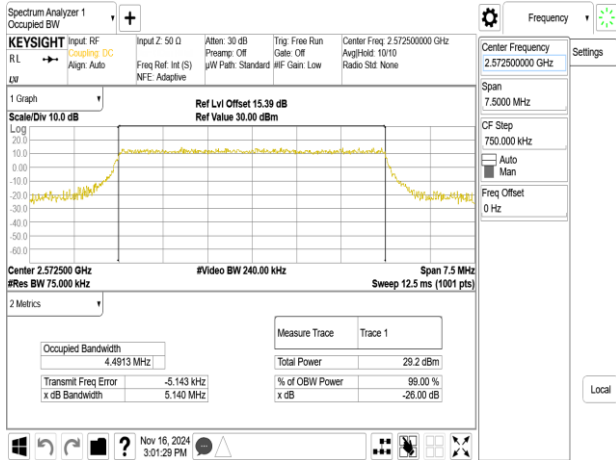 Spectrum Analyzer 1
Occupied BW
Frequency
KEYSIGHT
RL
LXI
Input: RF
Coupling: DC
Align: Auto
Input Z: 50 Ω
Freq Ref: Int (S)
NFE: Adaptive
Atten: 30 dB
Preamp: Off
µW Path: Standard
Trig: Free Run
Gate: Off
#IF Gain: Low
Center Freq: 2.572500000 GHz
Avg|Hold: 10/10
Radio Std: None
Center Frequency
2.572500000 GHz
Settings
Span
7.5000 MHz
CF Step
750.000 kHz
Auto
Man
Freq Offset
0 Hz
Local
1 Graph
Scale/Div 10.0 dB
Ref Lvl Offset 15.39 dB
Ref Value 30.00 dBm
Log
20.0
10.0
0.00
-10.0
-20.0
-30.0
-40.0
-50.0
-60.0
Center 2.572500 GHz
#Res BW 75.000 kHz
#Video BW 240.00 kHz
Span 7.5 MHz
Sweep 12.5 ms (1001 pts)
2 Metrics
Measure Trace Trace 1
Occupied Bandwidth
4.4913 MHz
Total Power 29.2 dBm
Transmit Freq Error -5.143 kHz
% of OBW Power 99.00 %
x dB Bandwidth 5.140 MHz
x dB -26.00 dB
?
Nov 16, 2024
3:01:29 PM